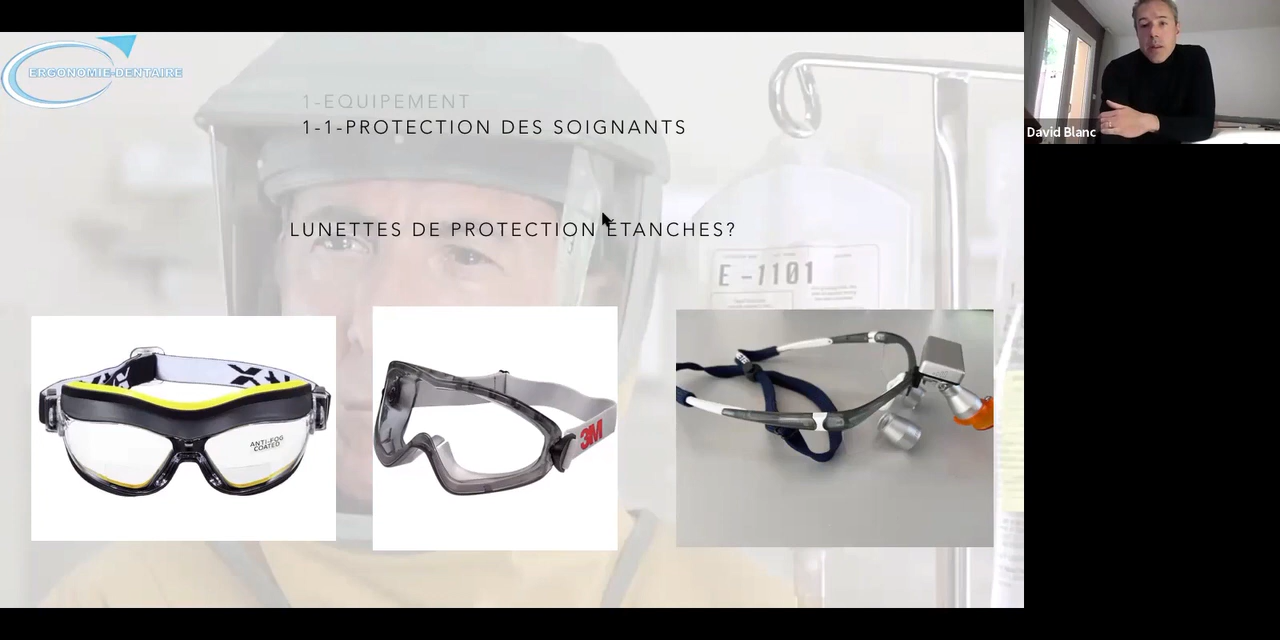 ERGONOMIE-DENTAIRE
1-EQUIPEMENT
1-1-PROTECTION DES SOIGNANTS
LUNETTES DE PROTECTION ÉTANCHES?
E -1101
ANTI-FOG
COATED
3M
David Blanc